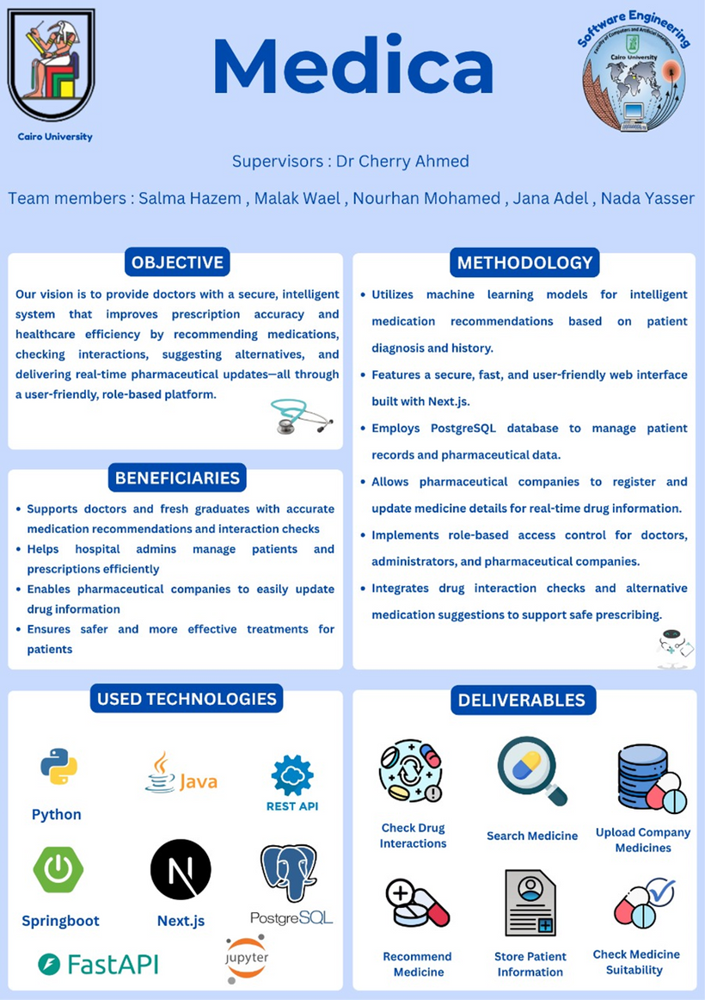 Cairo University
Medica
Software Engineering
Faculty of Computers and Artificial Intelligence
Cairo University
Supervisors : Dr Cherry Ahmed
Team members : Salma Hazem , Malak Wael , Nourhan Mohamed , Jana Adel , Nada Yasser
OBJECTIVE
Our vision is to provide doctors with a secure, intelligent
system that improves prescription accuracy and
healthcare efficiency by recommending medications,
checking interactions, suggesting alternatives, and
delivering real-time pharmaceutical updates—all through
a user-friendly, role-based platform.
BENEFICIARIES
• Supports doctors and fresh graduates with accurate
medication recommendations and interaction checks
• Helps hospital admins manage patients and
prescriptions efficiently
• Enables pharmaceutical companies to easily update
drug information
• Ensures safer and more effective treatments for
patients
METHODOLOGY
• Utilizes machine learning models for intelligent
medication recommendations based on patient
diagnosis and history.
• Features a secure, fast, and user-friendly web interface
built with Next.js.
• Employs PostgreSQL database to manage patient
records and pharmaceutical data.
• Allows pharmaceutical companies to register and
update medicine details for real-time drug information.
• Implements role-based access control for doctors,
administrators, and pharmaceutical companies.
• Integrates drug interaction checks and alternative
medication suggestions to support safe prescribing.
USED TECHNOLOGIES
Python
Java
REST API
Springboot
Next.js
PostgreSQL
FastAPI
jupyter
DELIVERABLES
Check Drug
Interactions
Search Medicine
Upload Company
Medicines
Recommend
Medicine
Store Patient
Information
Check Medicine
Suitability